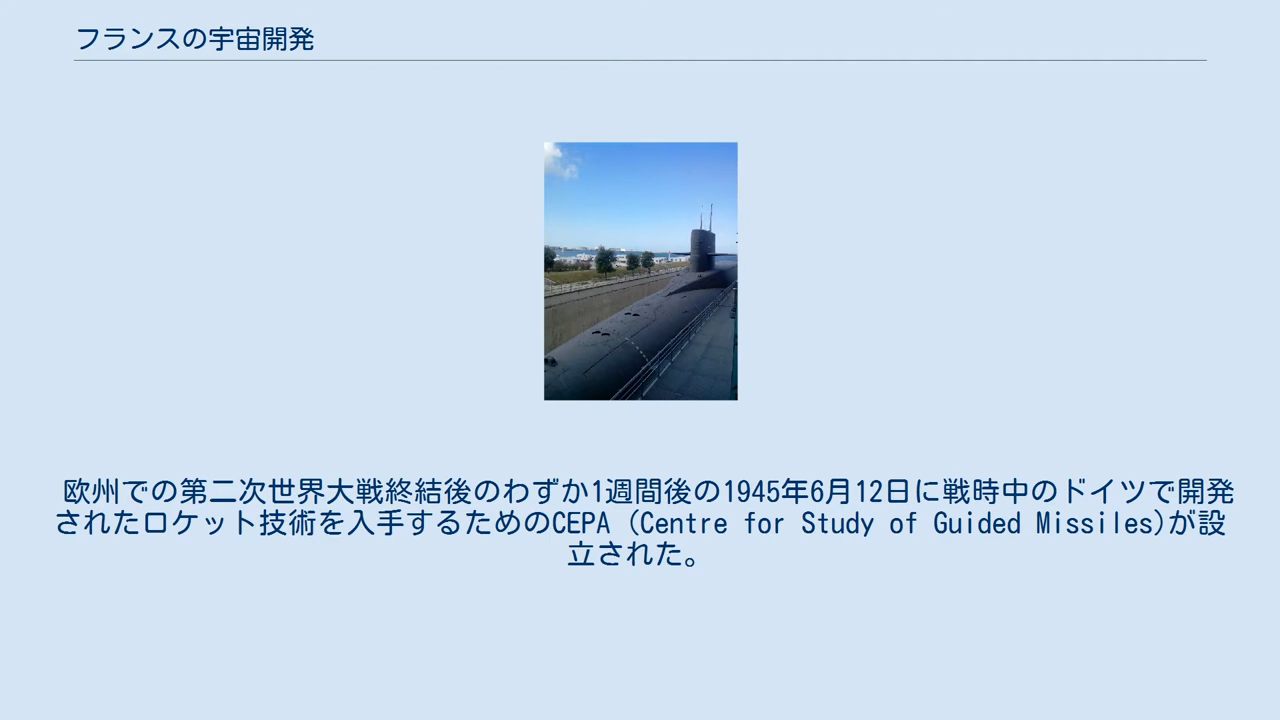 フランスの宇宙開発
欧州での第二次世界大戦終結後のわずか1週間後の1945年6月12日に戦時中のドイツで開発
されたロケット技術を入手するためのCEPA (Centre for Study of Guided Missiles)が設
立された。